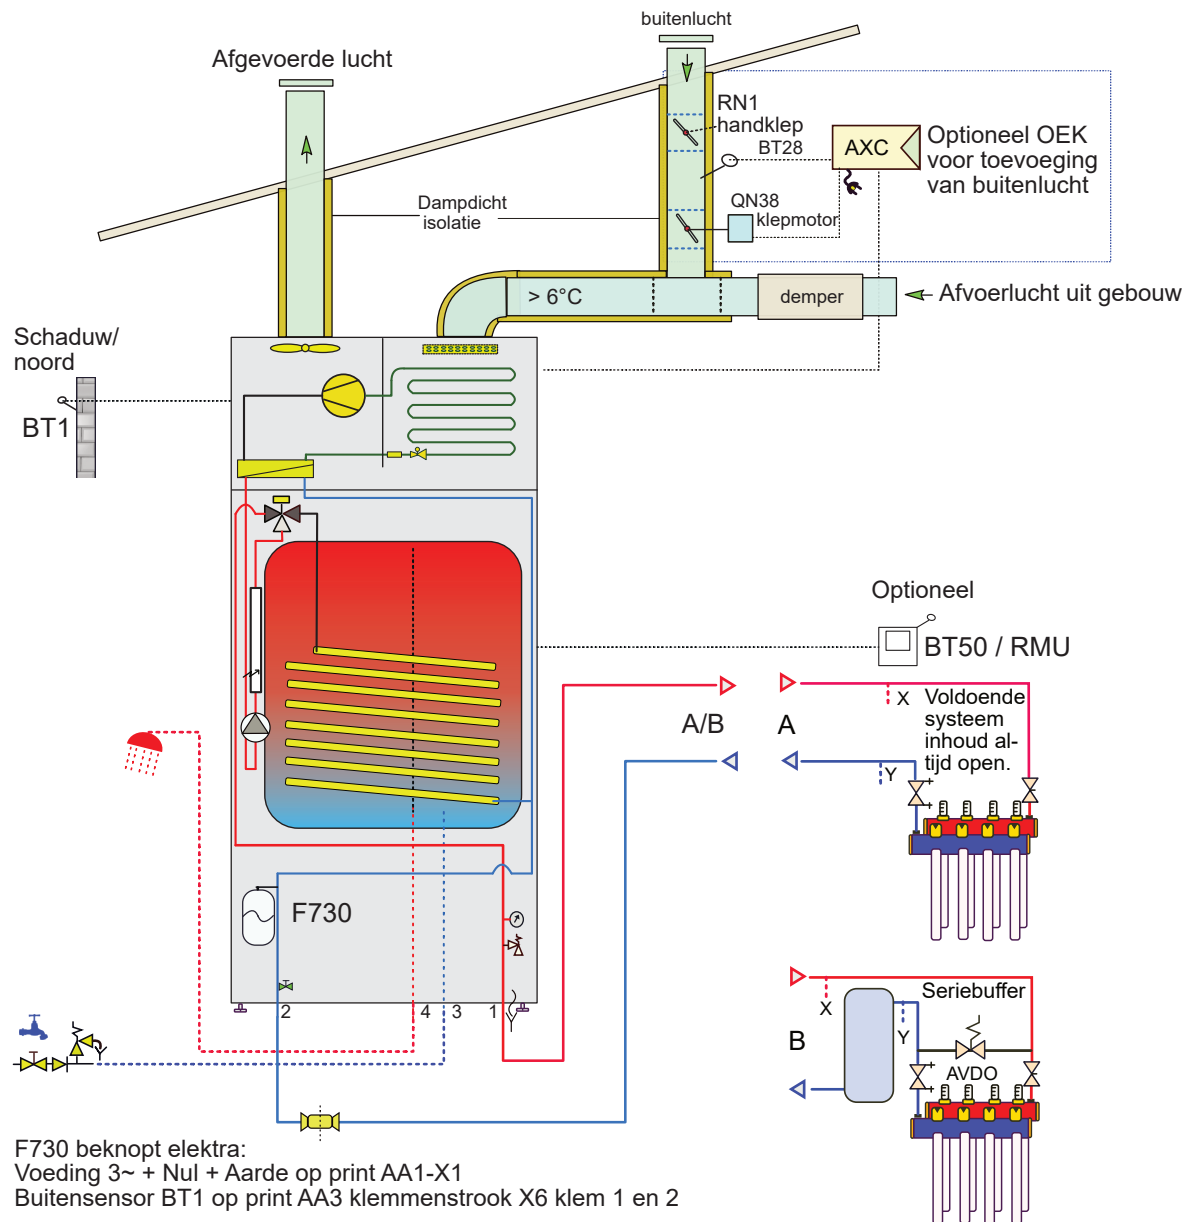 buitenlucht
Afgevoerde lucht
RN1
handklep
BT28
AXC
Optioneel OEK
voor toevoeging
van buitenlucht
Dampdicht
isolatie
QN38
klepmotor
> 6°C
demper
Afvoerlucht uit gebouw
Schaduw/
noord
BT1
Optioneel
BT50 / RMU
A/B
A
X
Voldoende
systeem
inhoud al-
tijd open.
Y
F730
2
4
3
1
X
Seriebuffer
Y
B
AVDO
F730 beknopt elektra:
Voeding 3~ + Nul + Aarde op print AA1-X1
Buitensensor BT1 op print AA3 klemmenstrook X6 klem 1 en 2